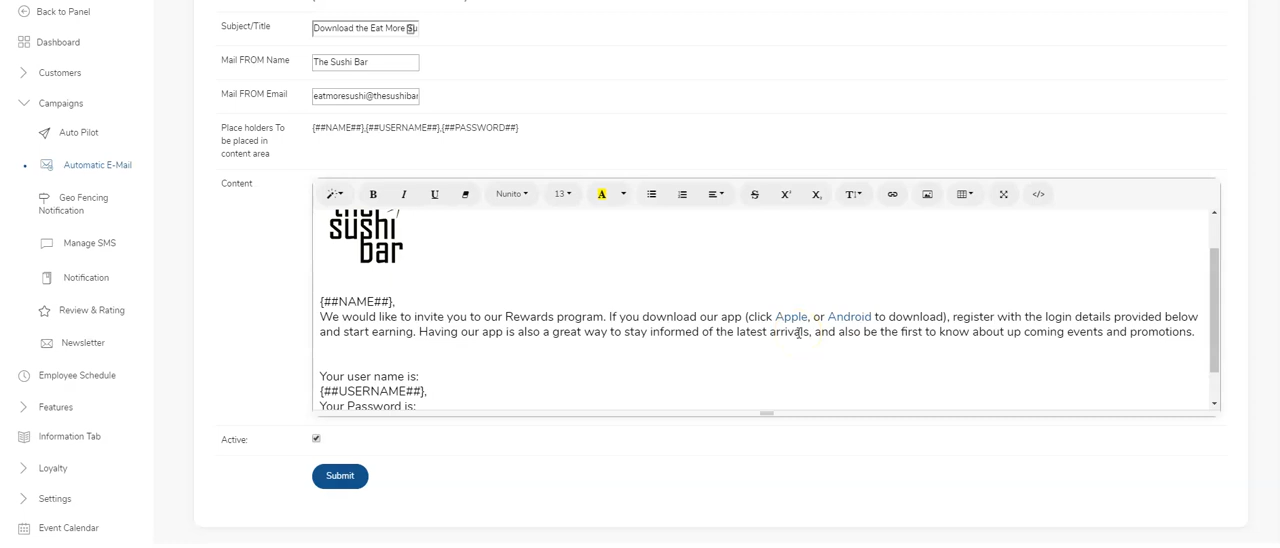 Back to Panel
Dashboard
Customers
Campaigns
Auto Pilot
Automatic E-Mail
Geo Fencing
Notification
Manage SMS
Notification
Review & Rating
Newsletter
Employee Schedule
Features
Information Tab
Loyalty
Settings
Event Calendar
Subject/Title
Download the Eat More Su
Mail FROM Name
The Sushi Bar
Mail FROM Email
eatmoresushi@thesushibar
Place holders To
be placed in
content area
{##NAME##},{##USERNAME##},{##PASSWORD##}
Content
B I U Nunito 13 A S X² X, T </>
the
sushi
bar
{##NAME##},
We would like to invite you to our Rewards program. If you download our app (click Apple, or Android to download), register with the login details provided below
and start earning. Having our app is also a great way to stay informed of the latest arrivals, and also be the first to know about up coming events and promotions.
Your user name is:
{##USERNAME##},
Your Password is:
Active:
Submit